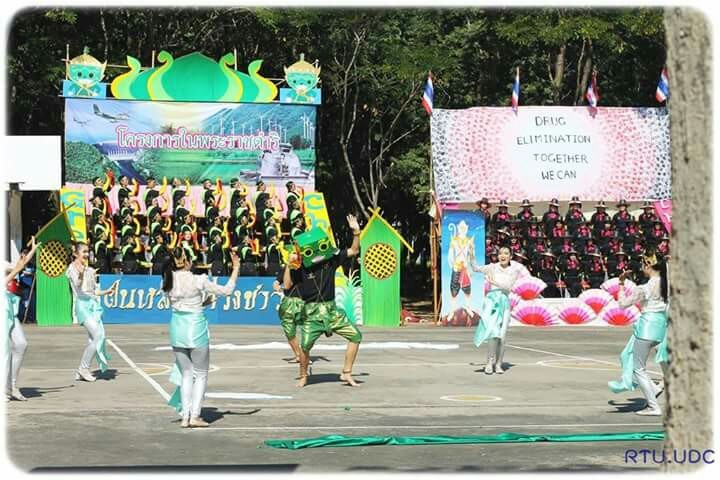 โครงการในพระราชดำริ
DRUG
ELIMINATION
TOGETHER
WE CAN
RTU.UDC